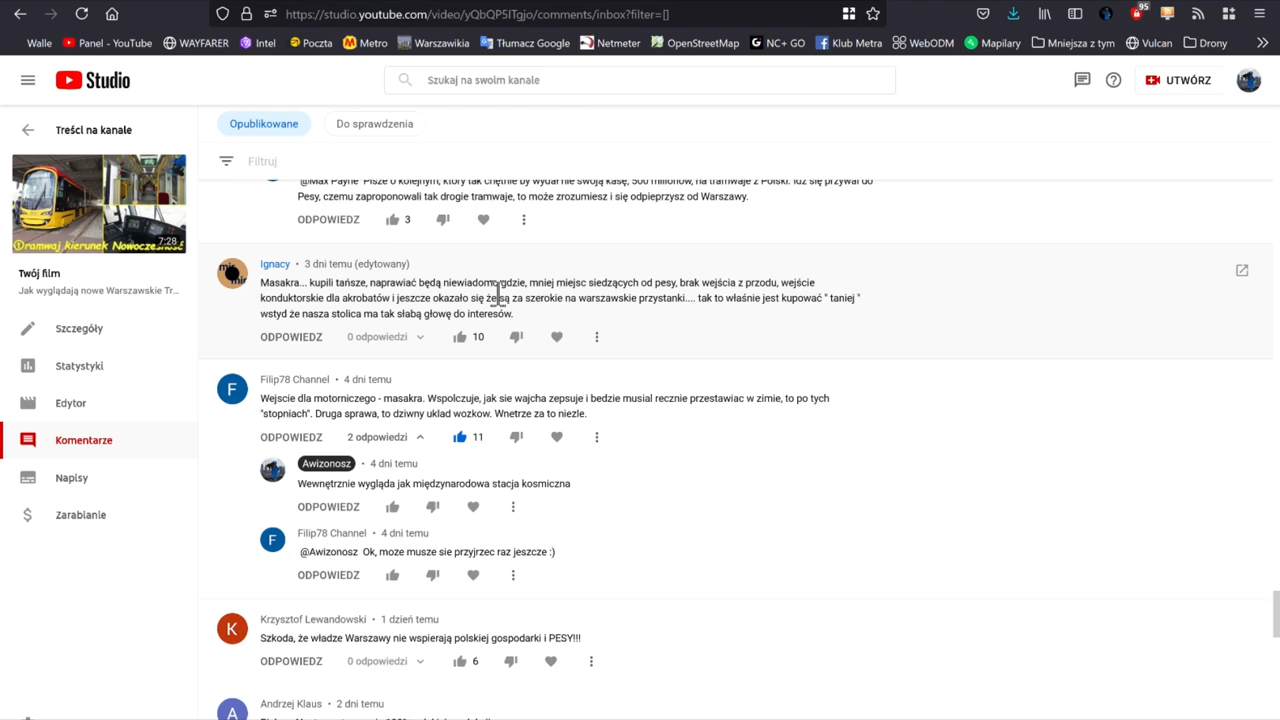 https://studio.youtube.com/video/yQbQP5ITgjo/comments/inbox?filter=[]
95
Walle
Panel - YouTube
WAYFARER
Intel
Poczta
Metro
Warszawikia
Tłumacz Google
Netmeter
OpenStreetMap
NC+ GO
Klub Metra
WebODM
Mapilary
Mniejsza z tym
Vulcan
Drony
Studio
Szukaj na swoim kanale
UTWÓRZ
Treści na kanale
Opublikowane
Do sprawdzenia
Filtruj
Tramwaj kierunek Nowoczesność
7:28
Twój film
Jak wyglądają nowe Warszawskie Tr...
Szczegóły
Statystyki
Edytor
Komentarze
Napisy
Zarabianie
@Max Payne Pisze o kolejnym, który tak chętnie by wydał nie swoją kasę, 500 milionów, na tramwaje z Polski. Idź się przywal do
Pesy, czemu zaproponowali tak drogie tramwaje, to może zrozumiesz i się odpieprzysz od Warszawy.
ODPOWIEDZ 3
Ignacy • 3 dni temu (edytowany)
Masakra... kupili tańsze, naprawiać będą niewiadomo gdzie, mniej miejsc siedzących od pesy, brak wejścia z przodu, wejście
konduktorskie dla akrobatów i jeszcze okazało się że są za szerokie na warszawskie przystanki.... tak to właśnie jest kupować " taniej "
wstyd że nasza stolica ma tak słabą głowę do interesów.
ODPOWIEDZ 0 odpowiedzi 10
F
Filip78 Channel • 4 dni temu
Wejscie dla motorniczego - masakra. Wspolczuje, jak sie wajcha zepsuje i bedzie musial recznie przestawiac w zimie, to po tych
"stopniach". Druga sprawa, to dziwny uklad wozkow. Wnetrze za to niezle.
ODPOWIEDZ 2 odpowiedzi 11
Awizonosz • 4 dni temu
Wewnętrznie wygląda jak międzynarodowa stacja kosmiczna
ODPOWIEDZ
F
Filip78 Channel • 4 dni temu
@Awizonosz Ok, moze musze sie przyjrzec raz jeszcze :)
ODPOWIEDZ
K
Krzysztof Lewandowski • 1 dzień temu
Szkoda, że władze Warszawy nie wspierają polskiej gospodarki i PESY!!!
ODPOWIEDZ 0 odpowiedzi 6
A
Andrzej Klaus • 2 dni temu